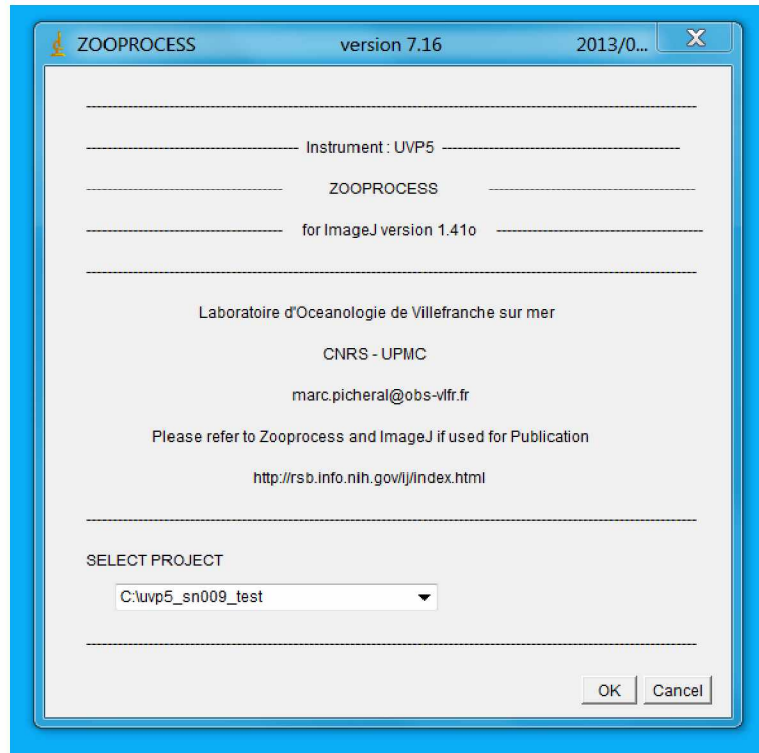 ZOOPROCESS version 7.16 2013/0...
Instrument : UVP5
ZOOPROCESS
for ImageJ version 1.41o
Laboratoire d'Oceanologie de Villefranche sur mer
CNRS - UPMC
marc.picheral@obs-vlfr.fr
Please refer to Zooprocess and ImageJ if used for Publication
http://rsb.info.nih.gov/ij/index.html
SELECT PROJECT
C:\uvp5_sn009_test
OK Cancel